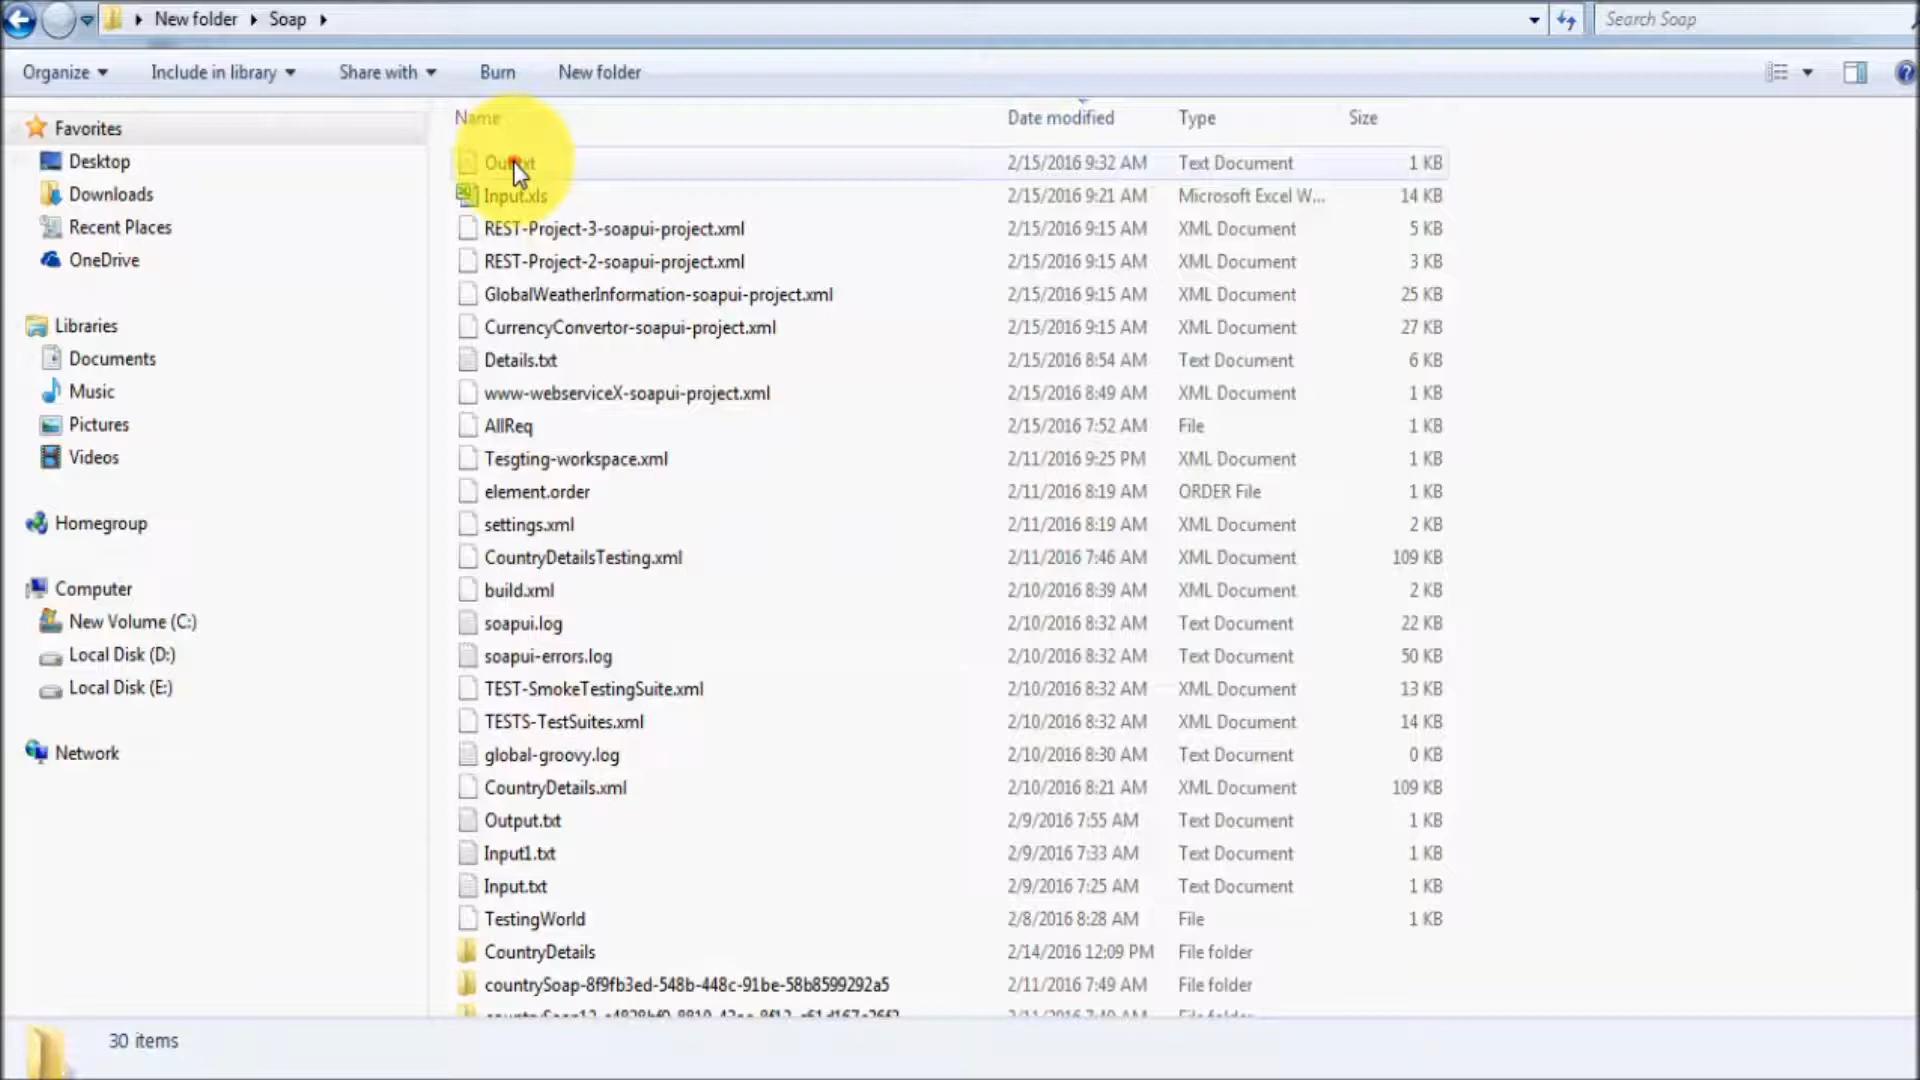 New folder Soap
Search Soap
Organize Include in library Share with Burn New folder
Name Date modified Type Size
Favorites
Desktop
Downloads
Recent Places
OneDrive
Libraries
Documents
Music
Pictures
Videos
Homegroup
Computer
New Volume (C:)
Local Disk (D:)
Local Disk (E:)
Network
2/15/2016 9:32 AM Text Document 1 KB
Input.xls 2/15/2016 9:21 AM Microsoft Excel W... 14 KB
REST-Project-3-soapui-project.xml 2/15/2016 9:15 AM XML Document 5 KB
REST-Project-2-soapui-project.xml 2/15/2016 9:15 AM XML Document 3 KB
GlobalWeatherInformation-soapui-project.xml 2/15/2016 9:15 AM XML Document 25 KB
CurrencyConvertor-soapui-project.xml 2/15/2016 9:15 AM XML Document 27 KB
Details.txt 2/15/2016 8:54 AM Text Document 6 KB
www-webserviceX-soapui-project.xml 2/15/2016 8:49 AM XML Document 1 KB
AllReq 2/15/2016 7:52 AM File 1 KB
Tesgting-workspace.xml 2/11/2016 9:25 PM XML Document 1 KB
element.order 2/11/2016 8:19 AM ORDER File 1 KB
settings.xml 2/11/2016 8:19 AM XML Document 2 KB
CountryDetailsTesting.xml 2/11/2016 7:46 AM XML Document 109 KB
build.xml 2/10/2016 8:39 AM XML Document 2 KB
soapui.log 2/10/2016 8:32 AM Text Document 22 KB
soapui-errors.log 2/10/2016 8:32 AM Text Document 50 KB
TEST-SmokeTestingSuite.xml 2/10/2016 8:32 AM XML Document 13 KB
TESTS-TestSuites.xml 2/10/2016 8:32 AM XML Document 14 KB
global-groovy.log 2/10/2016 8:30 AM Text Document 0 KB
CountryDetails.xml 2/10/2016 8:21 AM XML Document 109 KB
Output.txt 2/9/2016 7:55 AM Text Document 1 KB
Input1.txt 2/9/2016 7:33 AM Text Document 1 KB
Input.txt 2/9/2016 7:25 AM Text Document 1 KB
TestingWorld 2/8/2016 8:28 AM File 1 KB
CountryDetails 2/14/2016 12:09 PM File folder
countrySoap-8f9fb3ed-548b-448c-91be-58b8599292a5 2/11/2016 7:49 AM File folder
30 items